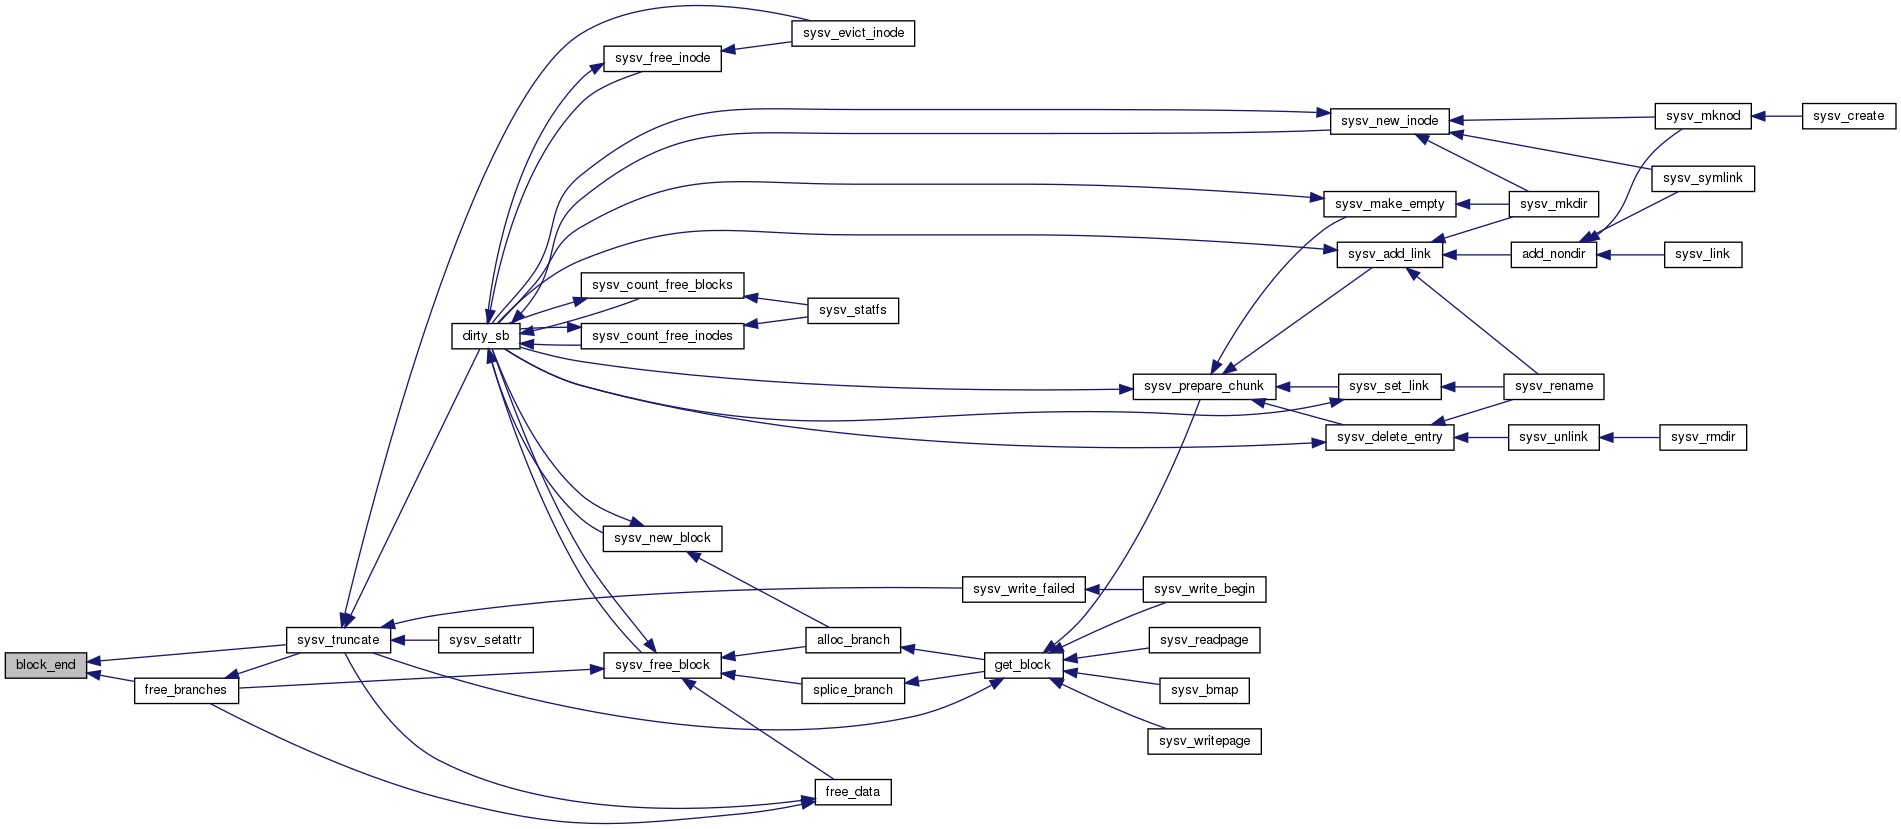 sysv_evict_inode
sysv_free_inode
sysv_new_inode
sysv_mknod
sysv_create
sysv_symlink
sysv_make_empty
sysv_mkdir
sysv_add_link
add_nondir
sysv_link
sysv_count_free_blocks
sysv_statfs
dirty_sb
sysv_count_free_inodes
sysv_prepare_chunk
sysv_set_link
sysv_rename
sysv_delete_entry
sysv_unlink
sysv_rmdir
sysv_new_block
sysv_write_failed
sysv_write_begin
sysv_truncate
sysv_setattr
alloc_branch
sysv_readpage
block_end
sysv_free_block
get_block
free_branches
splice_branch
sysv_bmap
sysv_writepage
free_data